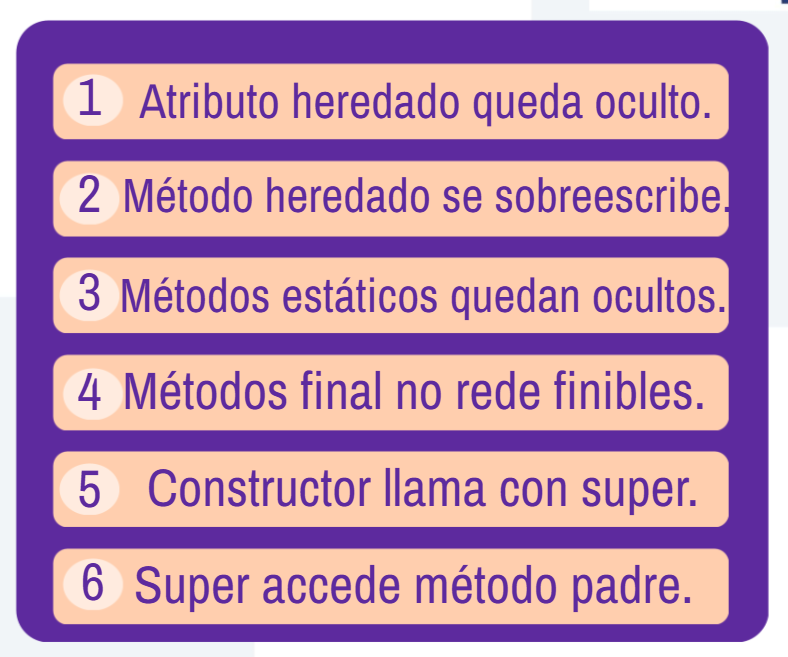 1 Atributo heredado queda oculto.
2 Método heredado se sobreescribe.
3 Métodos estáticos quedan ocultos.
4 Métodos final no rede finibles.
5 Constructor llama con super.
6 Super accede método padre.